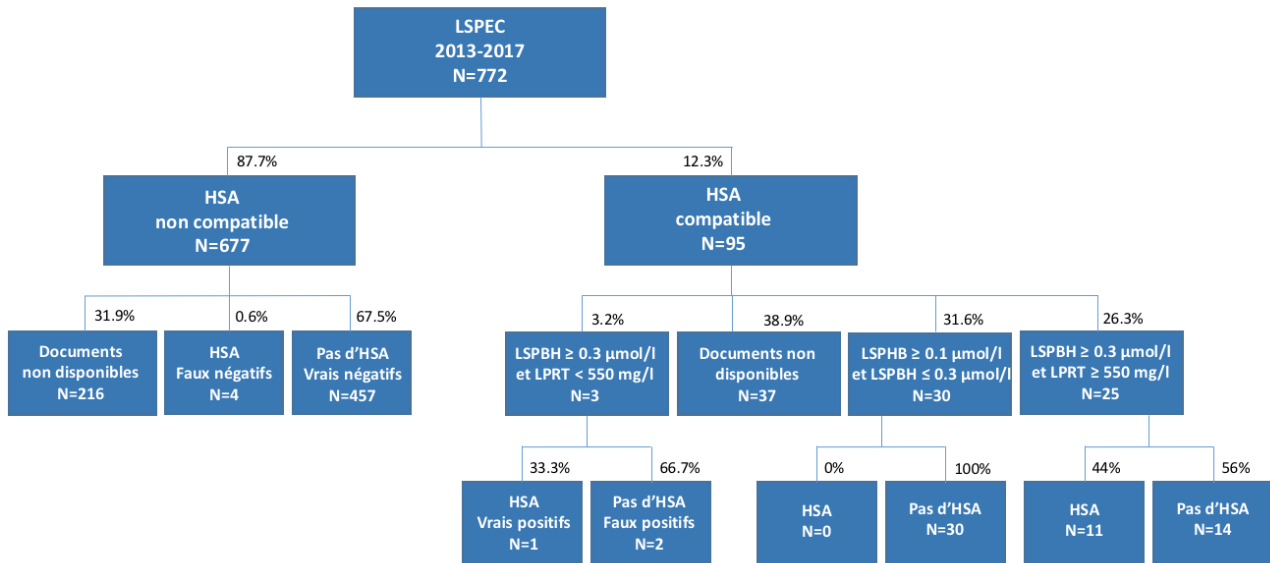 LSPEC
2013-2017
N=772
87.7%
12.3%
HSA
non compatible
N=677
HSA
compatible
N=95
31.9%
0.6%
67.5%
3.2%
38.9%
31.6%
26.3%
Documents
non disponibles
N=216
HSA
Faux négatifs
N=4
Pas d'HSA
Vrais négatifs
N=457
LSPBH ≥ 0.3 µmol/l
et LPRT < 550 mg/l
N=3
Documents non
disponibles
N=37
LSPHB ≥ 0.1 µmol/l
et LSPBH ≤ 0.3 µmol/l
N=30
LSPBH ≥ 0.3 µmol/l
et LPRT ≥ 550 mg/l
N=25
33.3%
66.7%
0%
100%
44%
56%
HSA
Vrais positifs
N=1
Pas d'HSA
Faux positifs
N=2
HSA
N=0
Pas d'HSA
N=30
HSA
N=11
Pas d'HSA
N=14